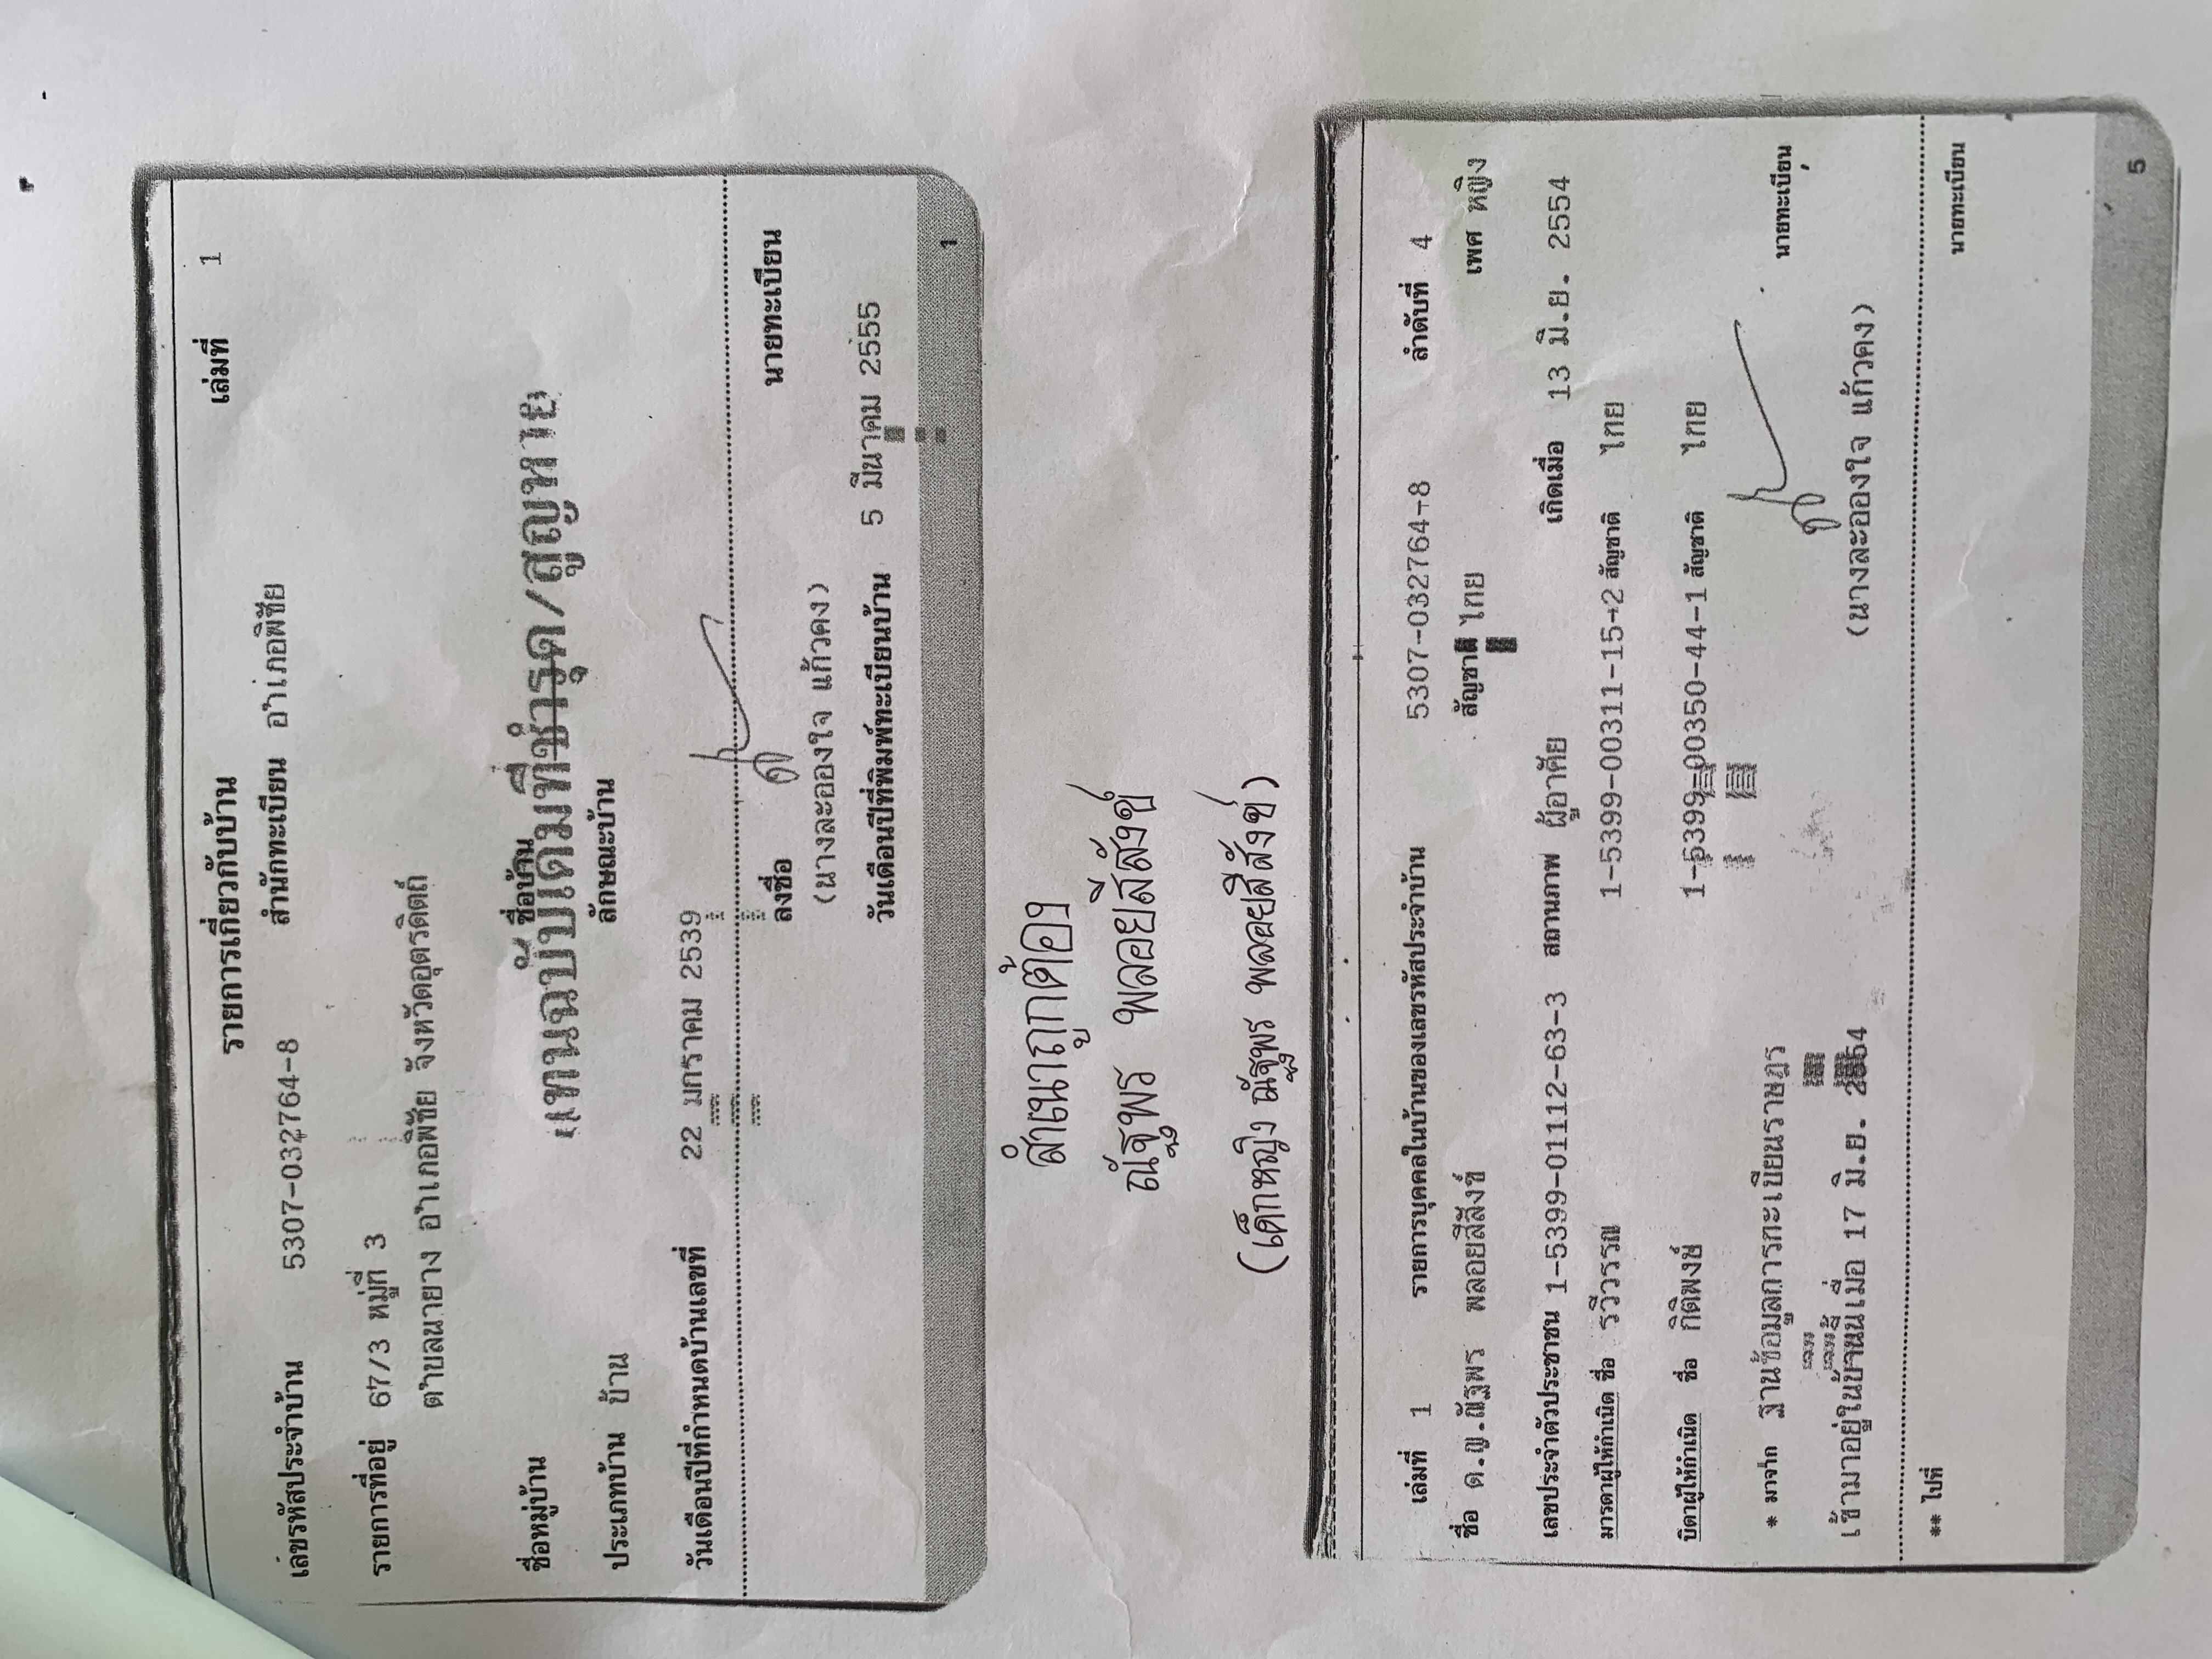 เล่มที่ 1
รายการเกี่ยวกับบ้าน
เลขรหัสประจำบ้าน 5307-032764-8 สำนักทะเบียน อำเภอพิชัย
รายการที่อยู่ 67/3 หมู่ที่ 3
ตำบลนายาง อำเภอพิชัย จังหวัดอุตรดิตถ์
ชื่อหมู่บ้าน ชื่อบ้าน
แทนฉบับเดิมที่ชำรุด/สูญหาย
ประเภทบ้าน บ้าน ลักษณะบ้าน
วันเดือนปีที่กำหนดบ้านเลขที่ 22 มกราคม 2539
ลงชื่อ นายทะเบียน
(นางละอองใจ แก้วคง)
วันเดือนปีที่พิมพ์ทะเบียนบ้าน 5 มีนาคม 2555
1
สำเนาถูกต้อง
ณัฐพร พลอยสีสังข์
(เด็กหญิง ณัฐพร พลอยสีสังข์)
เล่มที่ 1 รายการบุคคลในบ้านของเลขรหัสประจำบ้าน 5307-032764-8 ลำดับที่ 4
ชื่อ ด.ญ.ณัฐพร พลอยสีสังข์ สัญชาติ ไทย เพศ หญิง
เลขประจำตัวประชาชน 1-5399-01112-63-3 สถานภาพ ผู้อาศัย เกิดเมื่อ 13 มิ.ย. 2554
มารดาผู้ให้กำเนิด ชื่อ รวีวรรณ 1-5399-00311-15-2 สัญชาติ ไทย
บิดาผู้ให้กำเนิด ชื่อ กิติพงษ์ 1-5399-00350-44-1 สัญชาติ ไทย
* มาจาก ฐานข้อมูลการทะเบียนราษฎร
นายทะเบียน
เข้ามาอยู่ในบ้านนี้เมื่อ 17 มิ.ย.
(นางละอองใจ แก้วคง)
** ไปที่
นายทะเบียน
5